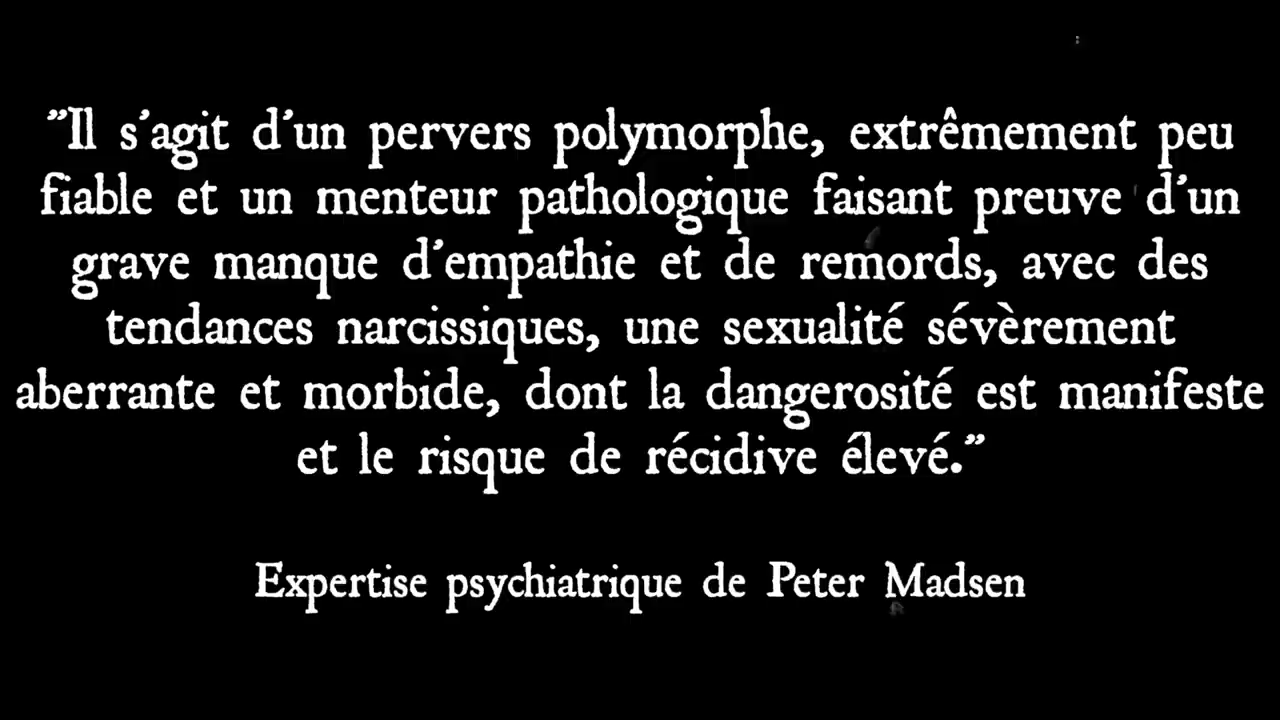 "Il s'agit d'un pervers polymorphe, extrêmement peu
fiable et un menteur pathologique faisant preuve d'un
grave manque d'empathie et de remords, avec des
tendances narcissiques, une sexualité sévèrement
aberrante et morbide, dont la dangerosité est manifeste
et le risque de récidive élevé."
Expertise psychiatrique de Peter Madsen